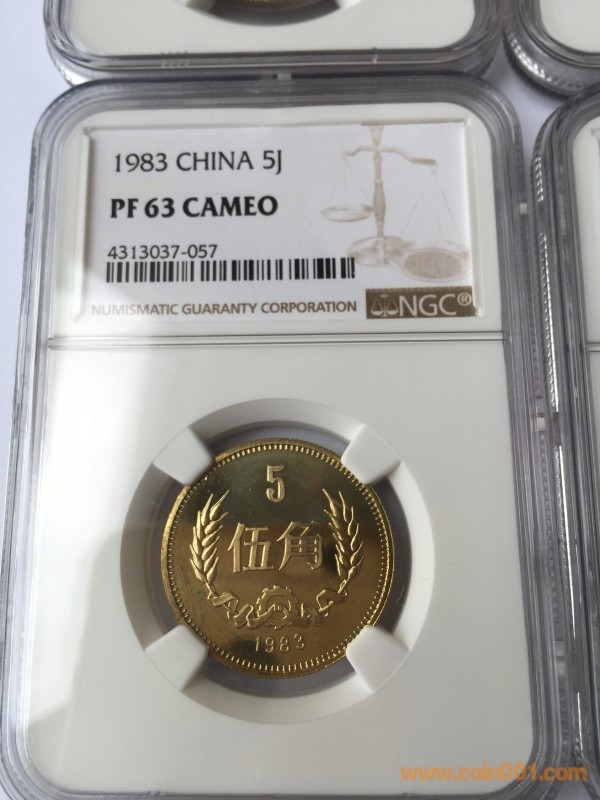 1983 CHINA 5J
PF 63 CAMEO
4313037-057
NUMISMATIC GUARANTY CORPORATION
NGC®
5
伍角
1983
www.coin001.com